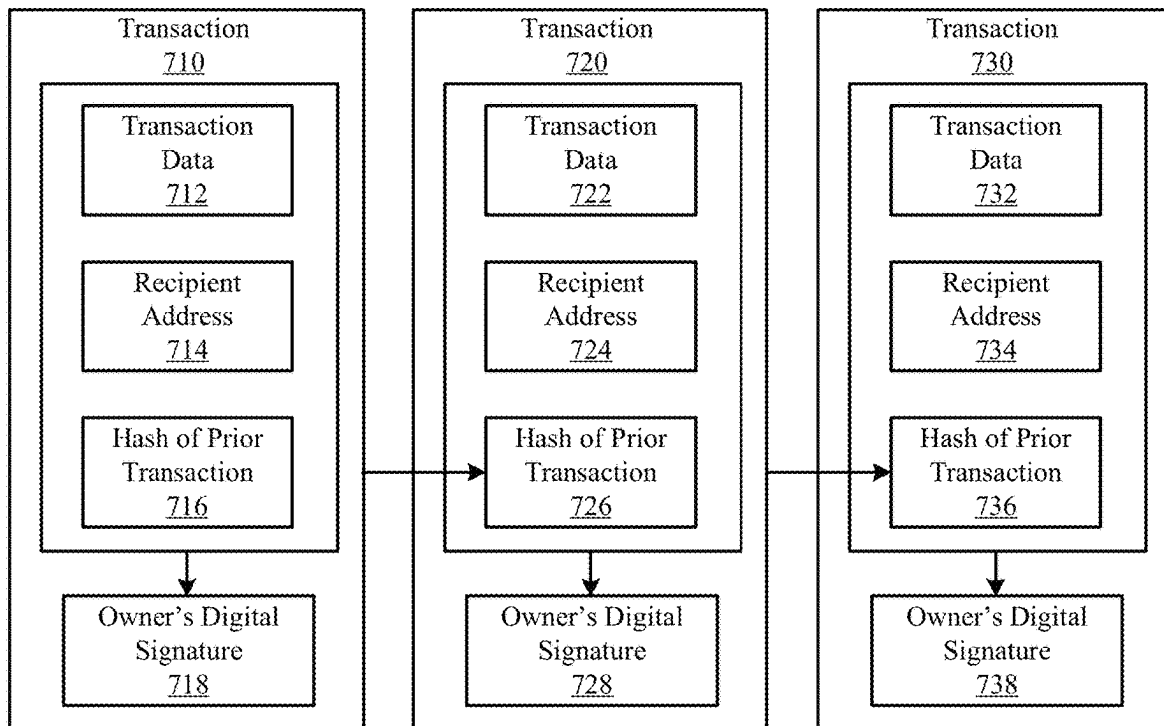 Transaction
710
Transaction
Data
712
Recipient
Address
714
Hash of Prior
Transaction
716
Owner's Digital
Signature
718
Transaction
720
Transaction
Data
722
Recipient
Address
724
Hash of Prior
Transaction
726
Owner's Digital
Signature
728
Transaction
730
Transaction
Data
732
Recipient
Address
734
Hash of Prior
Transaction
736
Owner's Digital
Signature
738